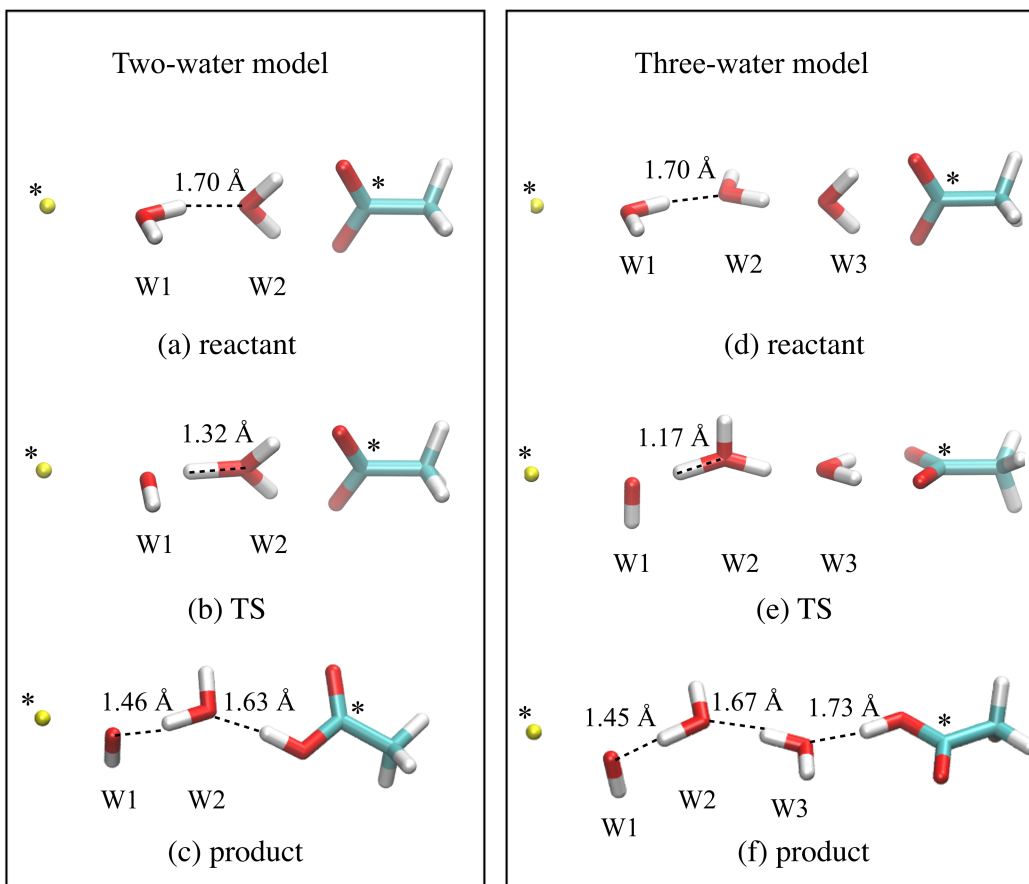 Two-water model
*
1.70 Å
*
W1
W2
(a) reactant
*
1.32 Å
*
W1
W2
(b) TS
*
1.46 Å
1.63 Å
*
W1
W2
(c) product
Three-water model
*
1.70 Å
*
W1
W2
W3
(d) reactant
*
1.17 Å
*
W1
W2
W3
(e) TS
*
1.45 Å
1.67 Å
1.73 Å
*
W1
W2
W3
(f) product